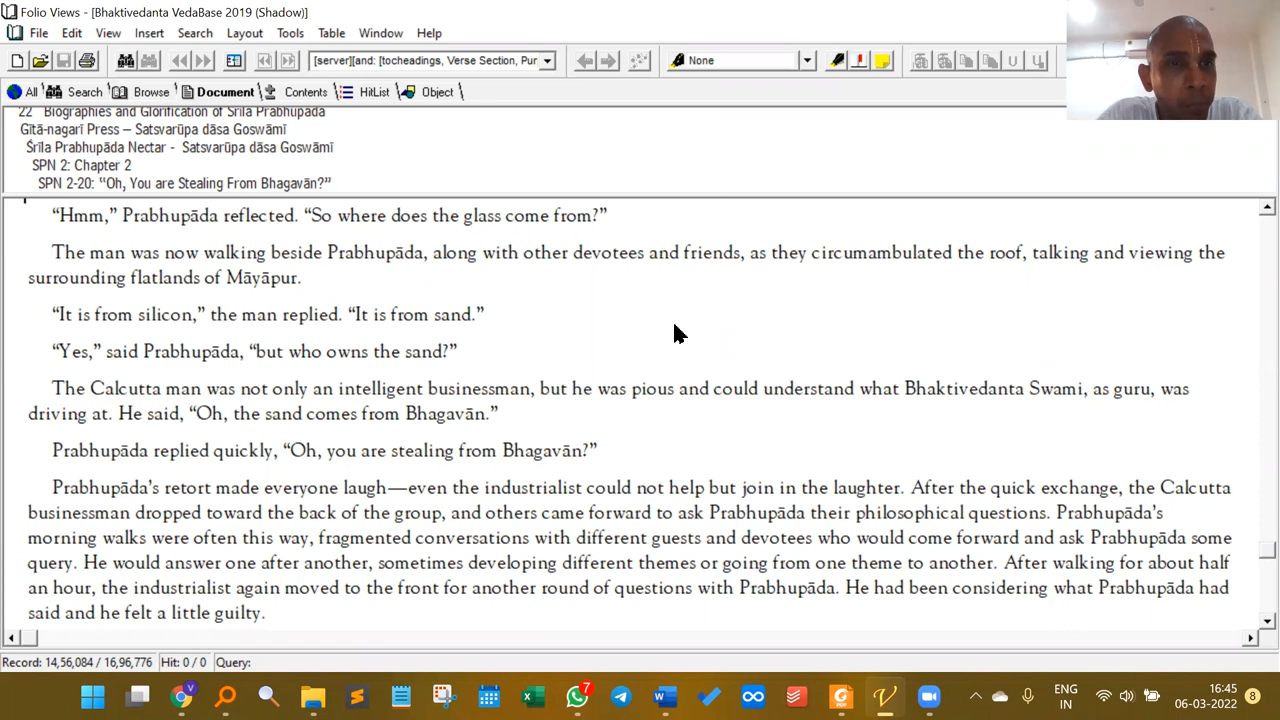 Folio Views - [Bhaktivedanta VedaBase 2019 (Shadow)]
File Edit View Insert Search Layout Tools Table Window Help
[server][and: [tocheadings, Verse Section, Pur
None
All Search Browse Document Contents HitList Object
22 Biographies and Glorification of Śrīla Prabhupāda
Gītā-nagarī Press – Satsvarūpa dāsa Goswāmī
Śrīla Prabhupāda Nectar - Satsvarūpa dāsa Goswāmī
SPN 2: Chapter 2
SPN 2-20: “Oh, You are Stealing From Bhagavān?”
“Hmm,” Prabhupāda reflected. “So where does the glass come from?”
The man was now walking beside Prabhupāda, along with other devotees and friends, as they circumambulated the roof, talking and viewing the
surrounding flatlands of Māyāpur.
“It is from silicon,” the man replied. “It is from sand.”
“Yes,” said Prabhupāda, “but who owns the sand?”
The Calcutta man was not only an intelligent businessman, but he was pious and could understand what Bhaktivedanta Swami, as guru, was
driving at. He said, “Oh, the sand comes from Bhagavān.”
Prabhupāda replied quickly, “Oh, you are stealing from Bhagavān?”
Prabhupāda’s retort made everyone laugh—even the industrialist could not help but join in the laughter. After the quick exchange, the Calcutta
businessman dropped toward the back of the group, and others came forward to ask Prabhupāda their philosophical questions. Prabhupāda’s
morning walks were often this way, fragmented conversations with different guests and devotees who would come forward and ask Prabhupāda some
query. He would answer one after another, sometimes developing different themes or going from one theme to another. After walking for about half
an hour, the industrialist again moved to the front for another round of questions with Prabhupāda. He had been considering what Prabhupāda had
said and he felt a little guilty.
Record: 14,56,084 / 16,96,776 Hit: 0 / 0 Query:
V
7
W
V
ENG
IN
16:45
06-03-2022
8